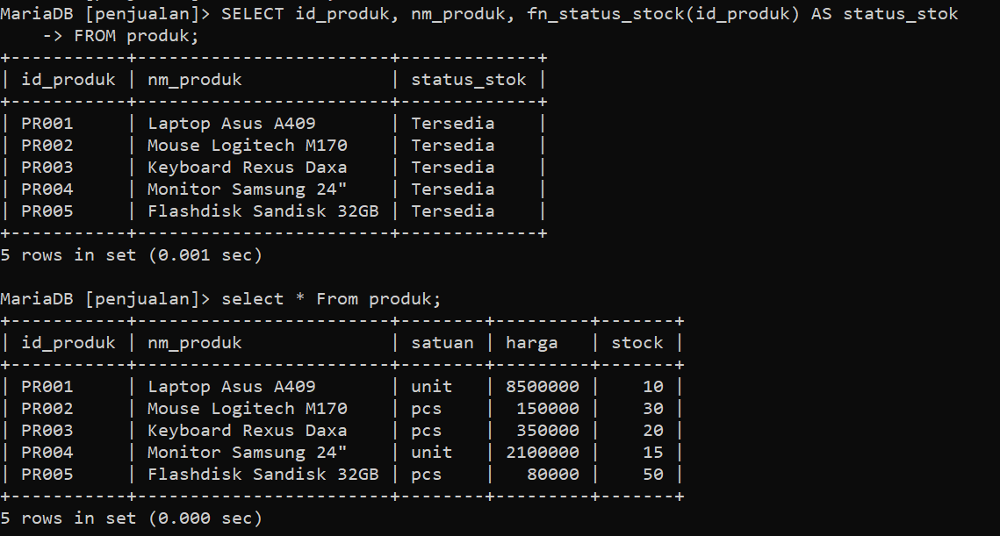 MariaDB [penjualan]> SELECT id_produk, nm_produk, fn_status_stock(id_produk) AS status_stok
    -> FROM produk;
+-----------+------------------------+-------------+
| id_produk | nm_produk              | status_stok |
+-----------+------------------------+-------------+
| PR001     | Laptop Asus A409       | Tersedia    |
| PR002     | Mouse Logitech M170    | Tersedia    |
| PR003     | Keyboard Rexus Daxa    | Tersedia    |
| PR004     | Monitor Samsung 24"    | Tersedia    |
| PR005     | Flashdisk Sandisk 32GB | Tersedia    |
+-----------+------------------------+-------------+
5 rows in set (0.001 sec)

MariaDB [penjualan]> select * From produk;
+-----------+------------------------+--------+---------+-------+
| id_produk | nm_produk              | satuan | harga   | stock |
+-----------+------------------------+--------+---------+-------+
| PR001     | Laptop Asus A409       | unit   | 8500000 |    10 |
| PR002     | Mouse Logitech M170    | pcs    |  150000 |    30 |
| PR003     | Keyboard Rexus Daxa    | pcs    |  350000 |    20 |
| PR004     | Monitor Samsung 24"    | unit   | 2100000 |    15 |
| PR005     | Flashdisk Sandisk 32GB | pcs    |   80000 |    50 |
+-----------+------------------------+--------+---------+-------+
5 rows in set (0.000 sec)